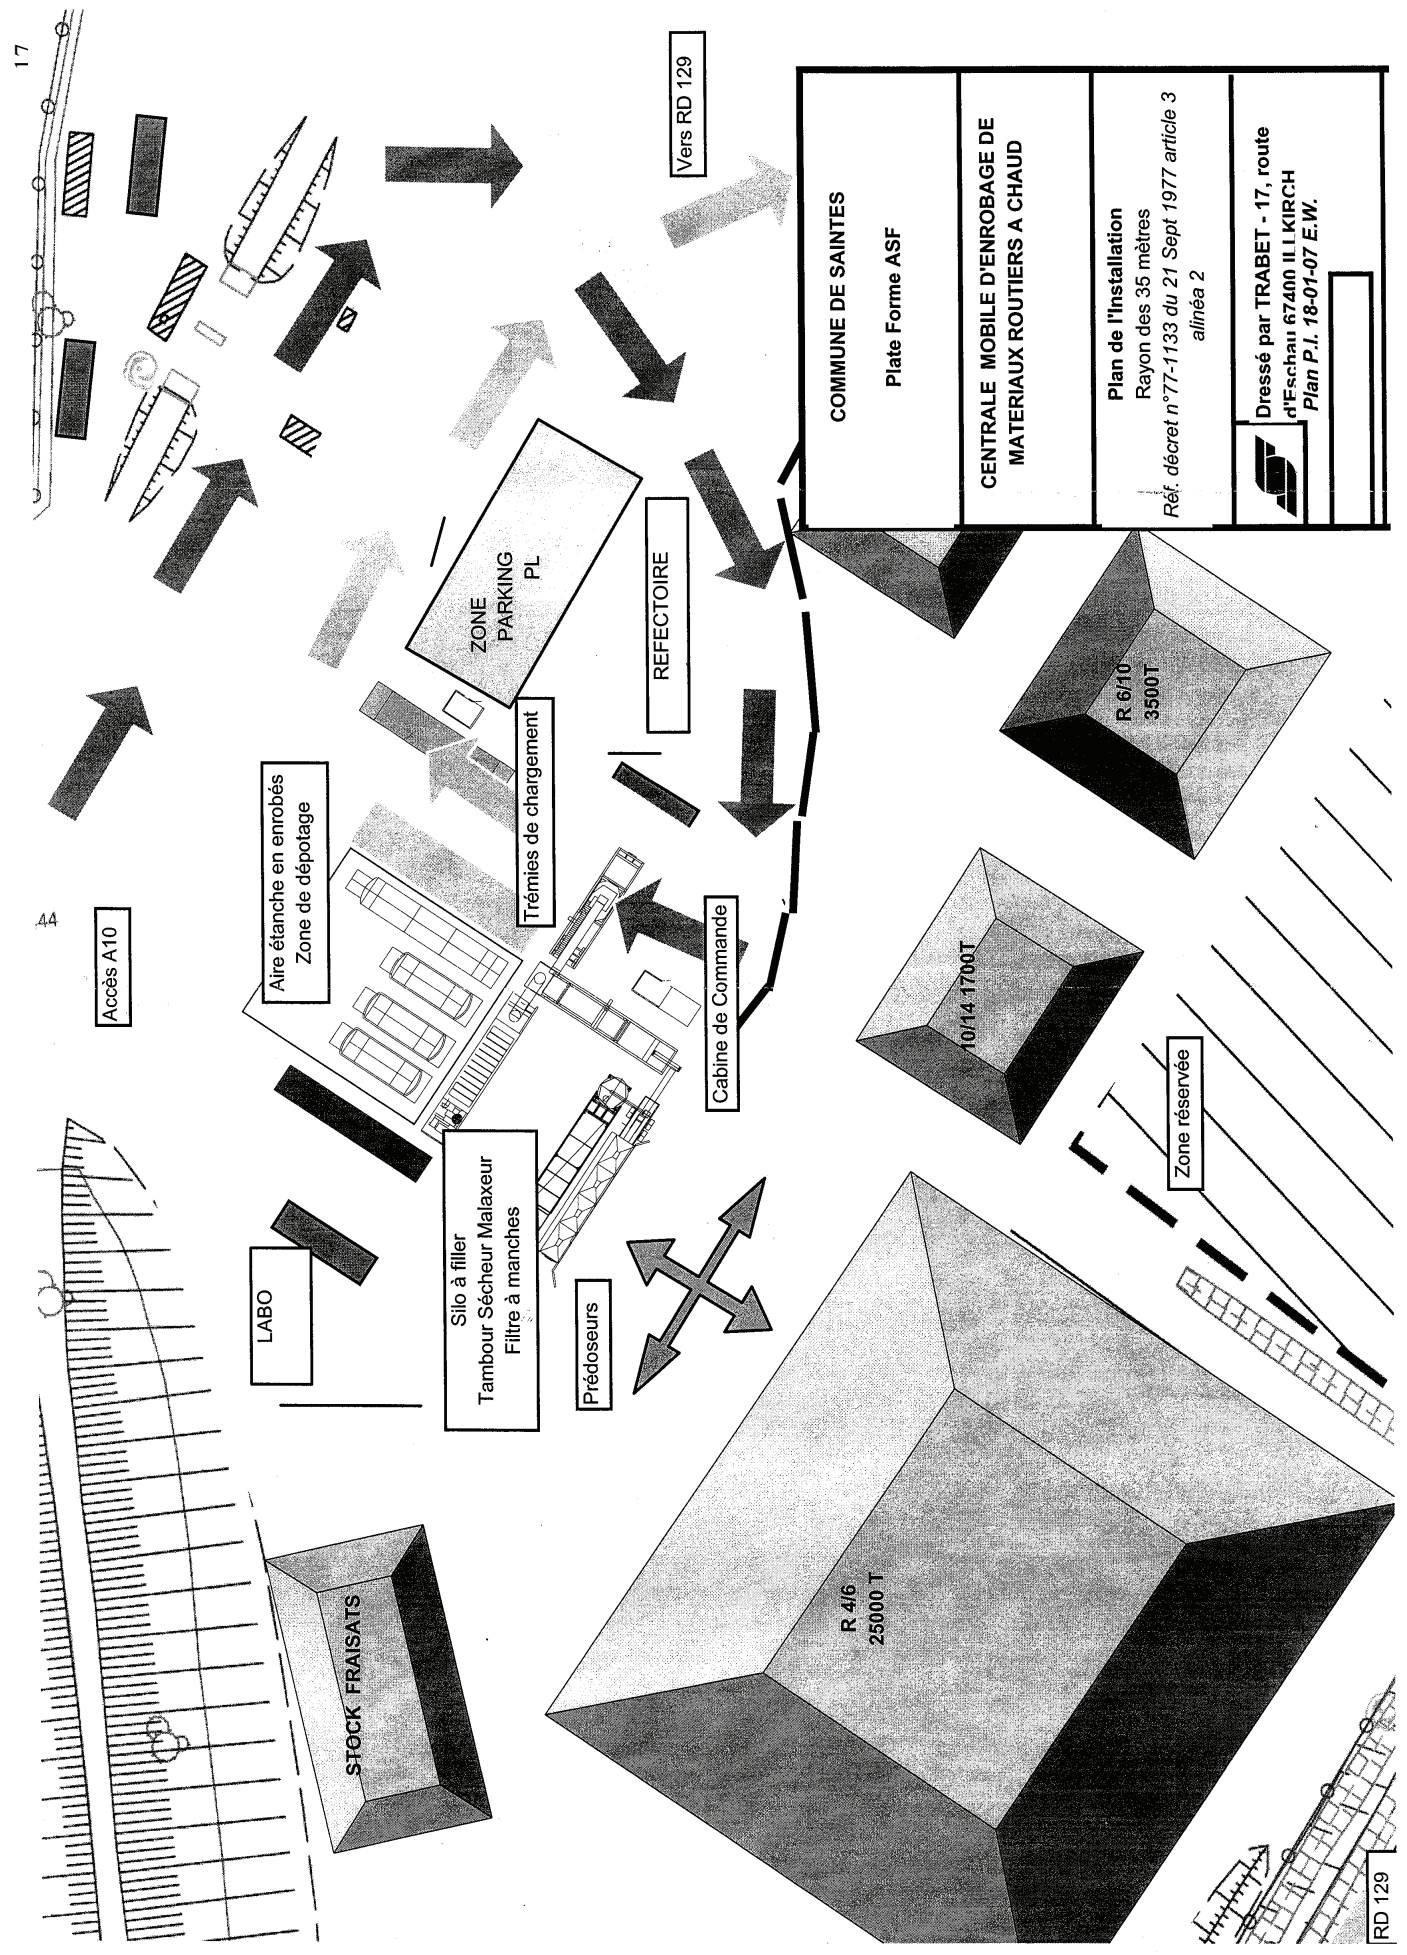 17
44
Accès A10
Aire étanche en enrobés
Zone de dépotage
Trémies de chargement
ZONE
PARKING
PL
REFECTOIRE
Vers RD 129
LABO
Silo à filler
Tambour Sécheur Malaxeur
Filtre à manches
Prédoseurs
Cabine de Commande
STOCK FRAISATS
R 4/6
25000 T
10/14 1700T
R 6/10
3500T
Zone réservée
RD 129
COMMUNE DE SAINTES
Plate Forme ASF
CENTRALE MOBILE D'ENROBAGE DE
MATERIAUX ROUTIERS A CHAUD
Plan de l'Installation
Rayon des 35 mètres
Réf. décret n°77-1133 du 21 Sept 1977 article 3
alinéa 2
Dressé par TRABET - 17, route
d'Eschau 67400 ILLKIRCH
Plan P.I. 18-01-07 E.W.